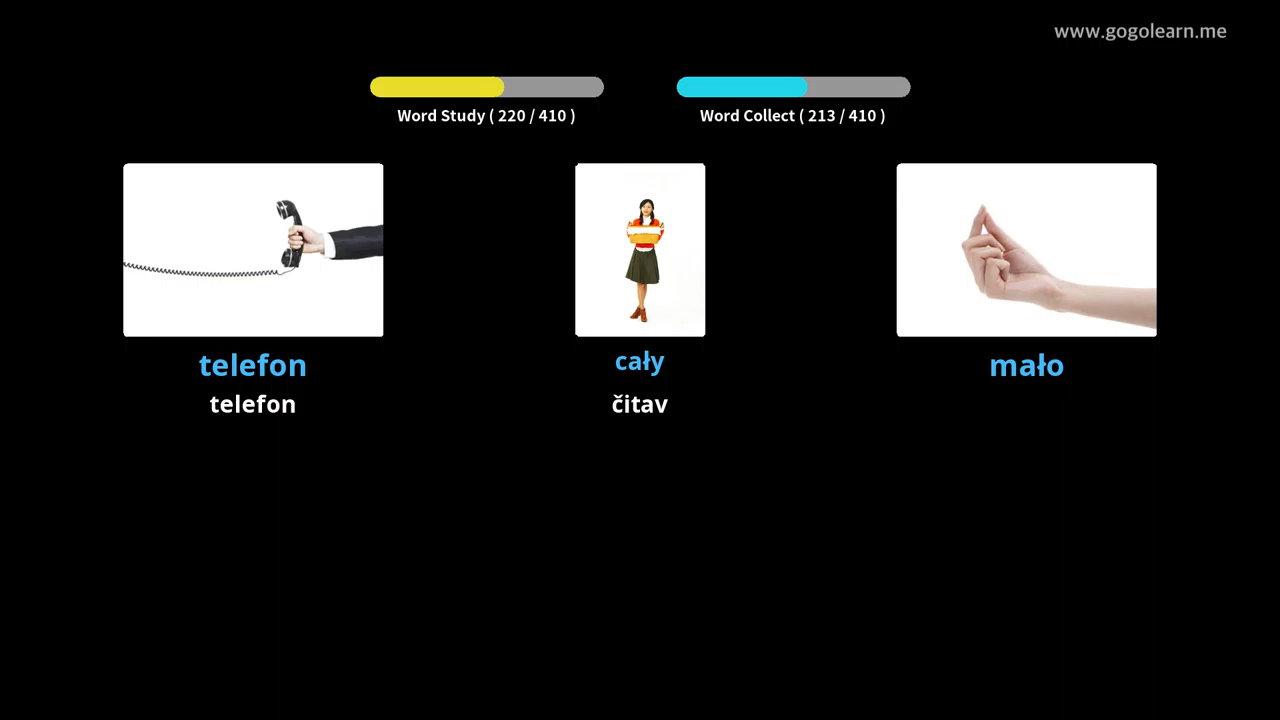 www.gogolearn.me
Word Study ( 220 / 410 )
Word Collect ( 213 / 410 )
telefon
telefon
cały
čitav
mało